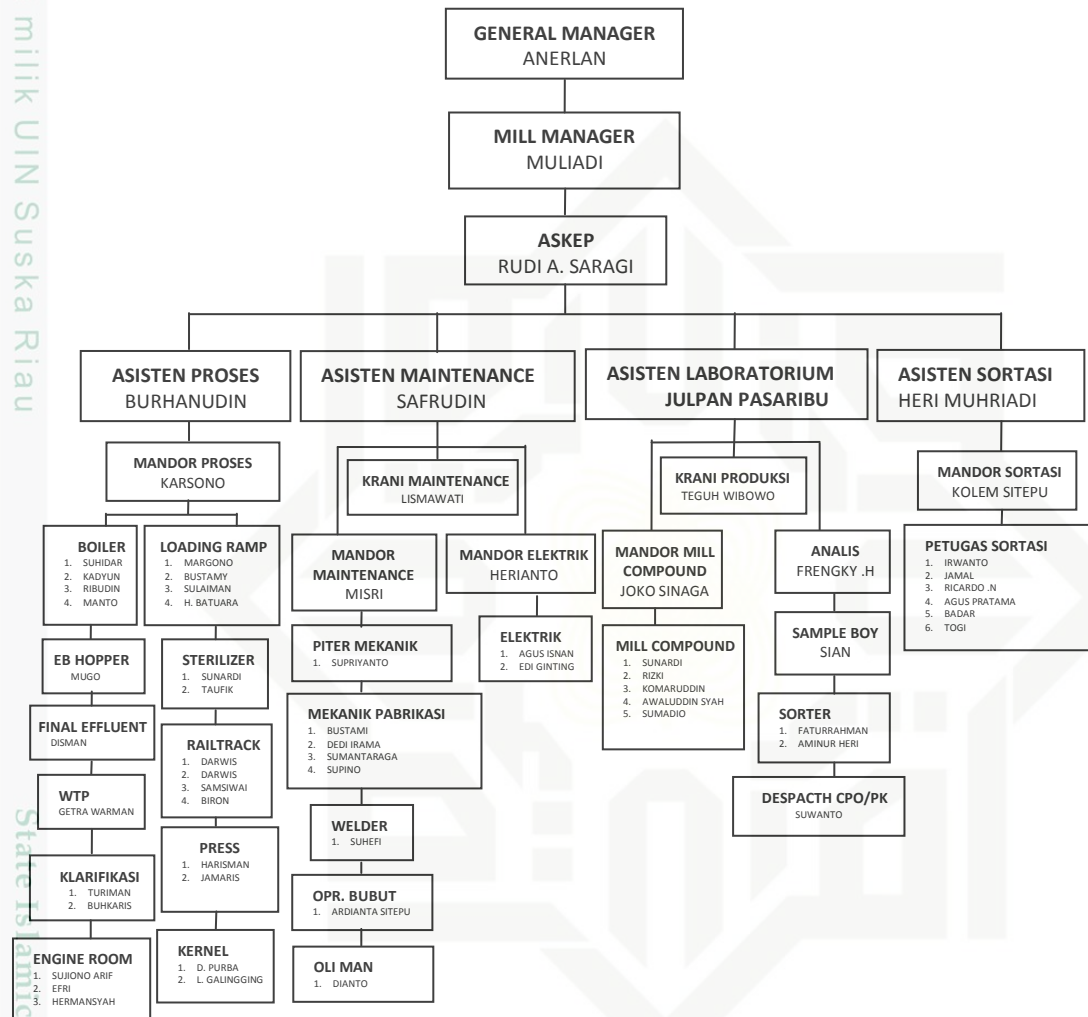 milik UIN Suska Riau
State Islamic
GENERAL MANAGER
ANERLAN
MILL MANAGER
MULIADI
ASKEP
RUDI A. SARAGI
ASISTEN PROSES
BURHANUDIN
MANDOR PROSES
KARSONO
BOILER
1. SUHIDAR
2. KADYUN
3. RIBUDIN
4. MANTO
EB HOPPER
MUGO
FINAL EFFLUENT
DISMAN
WTP
GETRA WARMAN
KLARIFIKASI
1. TURIMAN
2. BUHKARIS
ENGINE ROOM
1. SUJIONO ARIF
2. EFRI
3. HERMANSYAH
LOADING RAMP
1. MARGONO
2. BUSTAMY
3. SULAIMAN
4. H. BATUARA
STERILIZER
1. SUNARDI
2. TAUFIK
RAILTRACK
1. DARWIS
2. DARWIS
3. SAMSIWAI
4. BIRON
PRESS
1. HARISMAN
2. JAMARIS
KERNEL
1. D. PURBA
2. L. GALINGGING
ASISTEN MAINTENANCE
SAFRUDIN
KRANI MAINTENANCE
LISMAWATI
MANDOR
MAINTENANCE
MISRI
PITER MEKANIK
1. SUPRIYANTO
MEKANIK PABRIKASI
1. BUSTAMI
2. DEDI IRAMA
3. SUMANTARAGA
4. SUPINO
WELDER
1. SUHEFI
OPR. BUBUT
1. ARDIANTA SITEPU
OLI MAN
1. DIANTO
MANDOR ELEKTRIK
HERIANTO
ELEKTRIK
1. AGUS ISNAN
2. EDI GINTING
ASISTEN LABORATORIUM
JULPAN PASARIBU
KRANI PRODUKSI
TEGUH WIBOWO
MANDOR MILL
COMPOUND
JOKO SINAGA
MILL COMPOUND
1. SUNARDI
2. RIZKI
3. KOMARUDDIN
4. AWALUDDIN SYAH
5. SUMADIO
ANALIS
FRENGKY .H
SAMPLE BOY
SIAN
SORTER
1. FATURRAHMAN
2. AMINUR HERI
DESPACTH CPO/PK
SUWANTO
ASISTEN SORTASI
HERI MUHRIADI
MANDOR SORTASI
KOLEM SITEPU
PETUGAS SORTASI
1. IRWANTO
2. JAMAL
3. RICARDO .N
4. AGUS PRATAMA
5. BADAR
6. TOGI